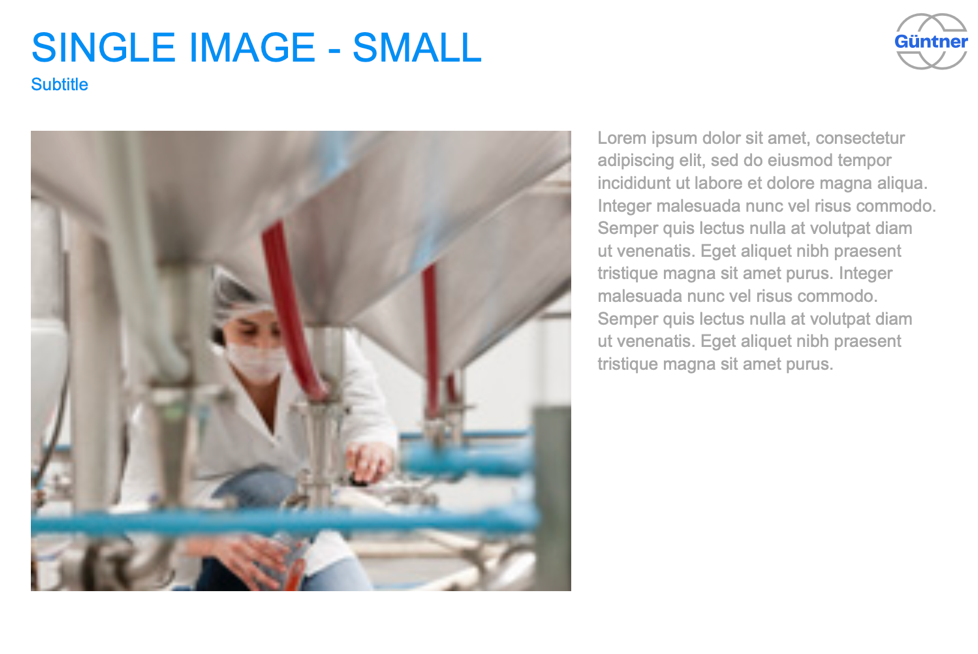 SINGLE IMAGE - SMALL
Güntner
Subtitle
Lorem ipsum dolor sit amet, consectetur
adipiscing elit, sed do eiusmod tempor
incididunt ut labore et dolore magna aliqua.
Integer malesuada nunc vel risus commodo.
Semper quis lectus nulla at volutpat diam
ut venenatis. Eget aliquet nibh praesent
tristique magna sit amet purus. Integer
malesuada nunc vel risus commodo.
Semper quis lectus nulla at volutpat diam
ut venenatis. Eget aliquet nibh praesent
tristique magna sit amet purus.